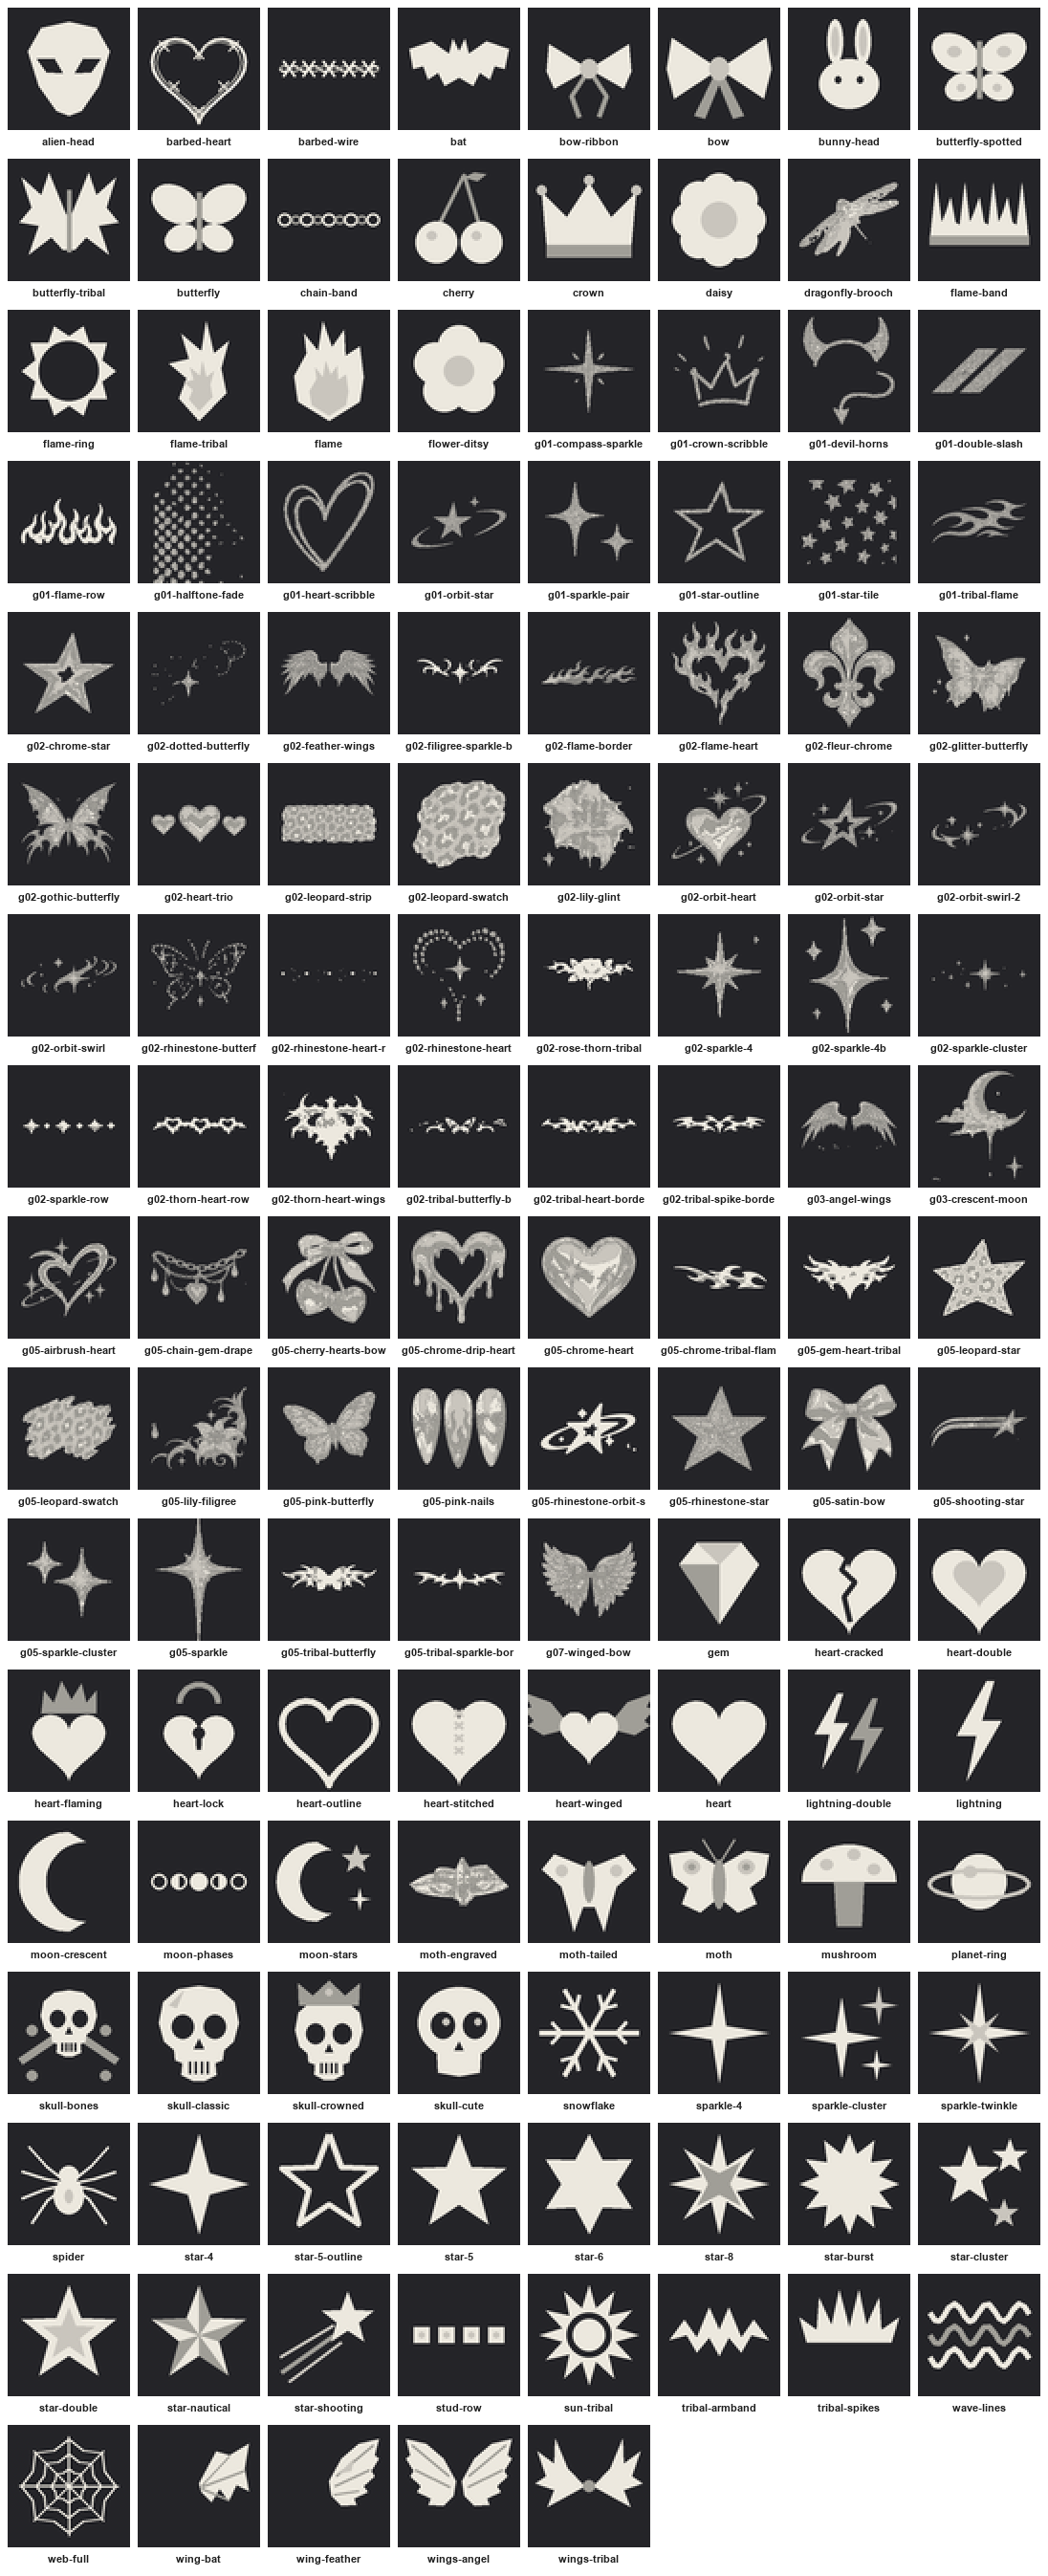 alien-head barbed-heart barbed-wire bat bow-ribbon bow bunny-head butterfly-spotted
butterfly-tribal butterfly chain-band cherry crown daisy dragonfly-brooch flame-band
flame-ring flame-tribal flame flower-ditsy g01-compass-sparkle g01-crown-scribble g01-devil-horns g01-double-slash
g01-flame-row g01-halftone-fade g01-heart-scribble g01-orbit-star g01-sparkle-pair g01-star-outline g01-star-tile g01-tribal-flame
g02-chrome-star g02-dotted-butterfly g02-feather-wings g02-filigree-sparkle-b g02-flame-border g02-flame-heart g02-fleur-chrome g02-glitter-butterfly
g02-gothic-butterfly g02-heart-trio g02-leopard-strip g02-leopard-swatch g02-lily-glint g02-orbit-heart g02-orbit-star g02-orbit-swirl-2
g02-orbit-swirl g02-rhinestone-butterf g02-rhinestone-heart-r g02-rhinestone-heart g02-rose-thorn-tribal g02-sparkle-4 g02-sparkle-4b g02-sparkle-cluster
g02-sparkle-row g02-thorn-heart-row g02-thorn-heart-wings g02-tribal-butterfly-b g02-tribal-heart-borde g02-tribal-spike-borde g03-angel-wings g03-crescent-moon
g05-airbrush-heart g05-chain-gem-drape g05-cherry-hearts-bow g05-chrome-drip-heart g05-chrome-heart g05-chrome-tribal-flam g05-gem-heart-tribal g05-leopard-star
g05-leopard-swatch g05-lily-filigree g05-pink-butterfly g05-pink-nails g05-rhinestone-orbit-s g05-rhinestone-star g05-satin-bow g05-shooting-star
g05-sparkle-cluster g05-sparkle g05-tribal-butterfly g05-tribal-sparkle-bor g07-winged-bow gem heart-cracked heart-double
heart-flaming heart-lock heart-outline heart-stitched heart-winged heart lightning-double lightning
moon-crescent moon-phases moon-stars moth-engraved moth-tailed moth mushroom planet-ring
skull-bones skull-classic skull-crowned skull-cute snowflake sparkle-4 sparkle-cluster sparkle-twinkle
spider star-4 star-5-outline star-5 star-6 star-8 star-burst star-cluster
star-double star-nautical star-shooting stud-row sun-tribal tribal-armband tribal-spikes wave-lines
web-full wing-bat wing-feather wings-angel wings-tribal